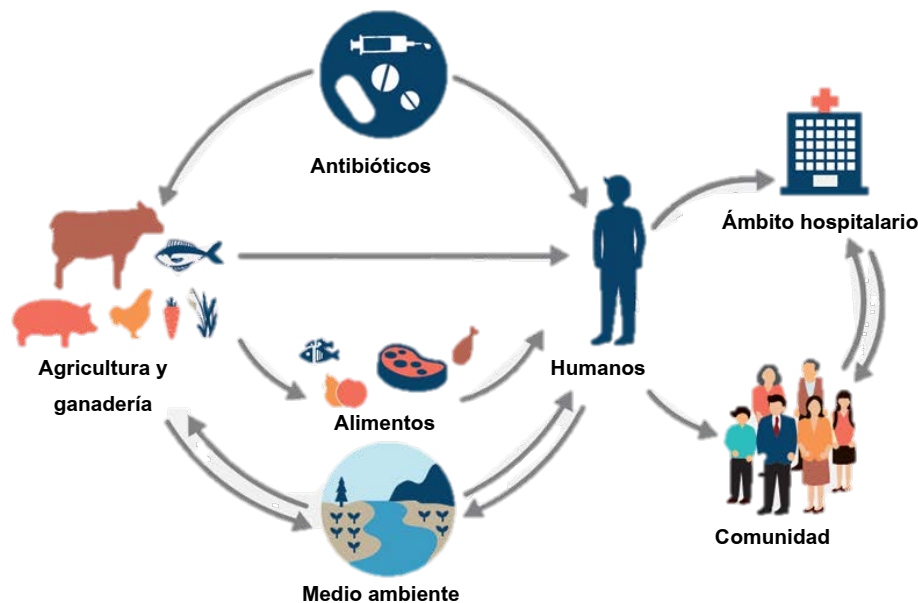 Antibióticos
Ámbito hospitalario
Agricultura y
ganadería
Alimentos
Humanos
Comunidad
Medio ambiente